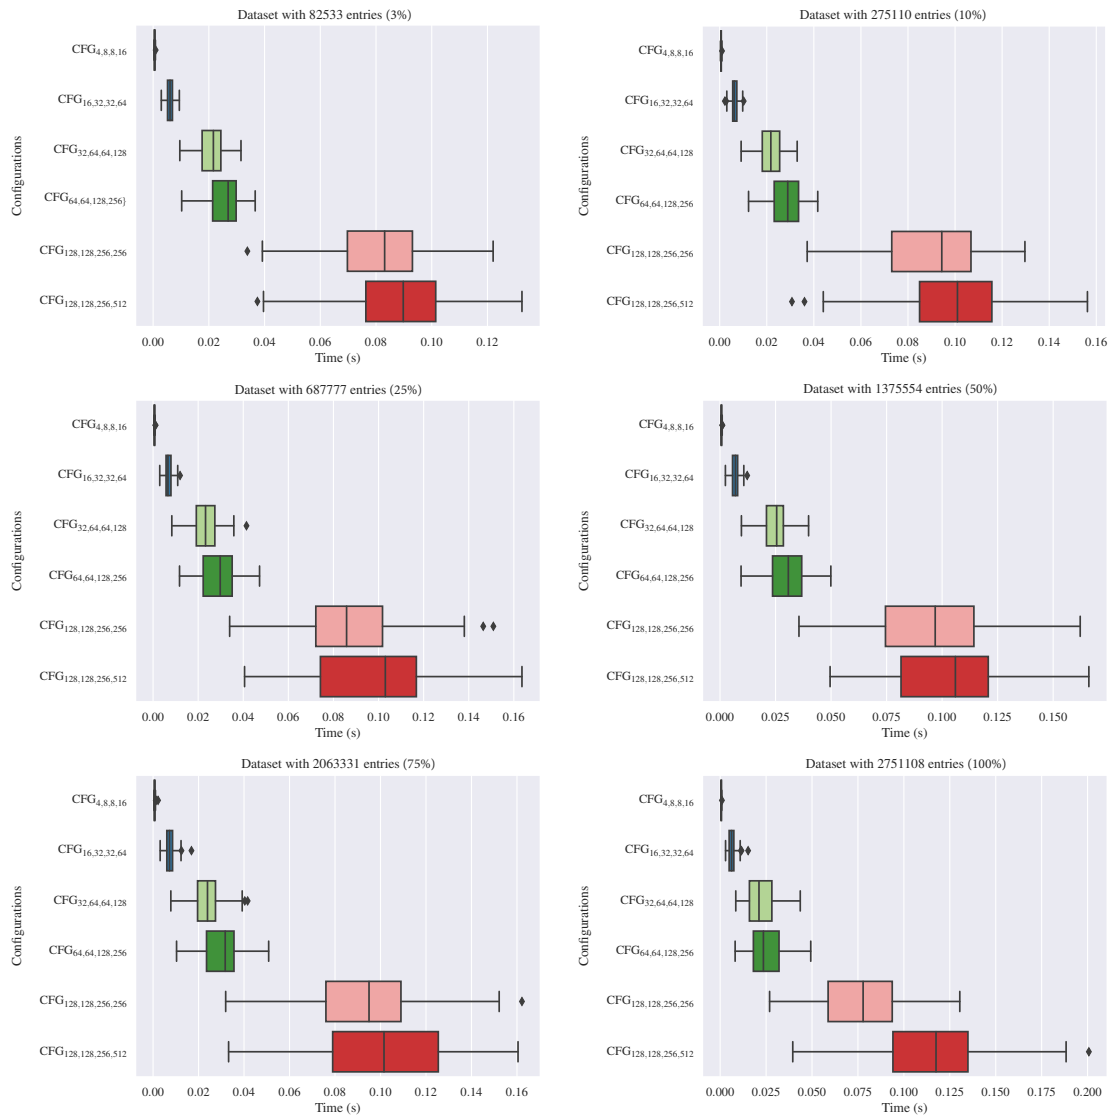 Dataset with 82533 entries (3%)
Configurations
CFG4,8,8,16
CFG16,32,32,64
CFG32,64,64,128
CFG64,64,128,256}
CFG128,128,256,256
CFG128,128,256,512
0.00 0.02 0.04 0.06 0.08 0.10 0.12
Time (s)
Dataset with 275110 entries (10%)
Configurations
CFG4,8,8,16
CFG16,32,32,64
CFG32,64,64,128
CFG64,64,128,256
CFG128,128,256,256
CFG128,128,256,512
0.00 0.02 0.04 0.06 0.08 0.10 0.12 0.14 0.16
Time (s)
Dataset with 687777 entries (25%)
Configurations
CFG4,8,8,16
CFG16,32,32,64
CFG32,64,64,128
CFG64,64,128,256
CFG128,128,256,256
CFG128,128,256,512
0.00 0.02 0.04 0.06 0.08 0.10 0.12 0.14 0.16
Time (s)
Dataset with 1375554 entries (50%)
Configurations
CFG4,8,8,16
CFG16,32,32,64
CFG32,64,64,128
CFG64,64,128,256
CFG128,128,256,256
CFG128,128,256,512
0.000 0.025 0.050 0.075 0.100 0.125 0.150
Time (s)
Dataset with 2063331 entries (75%)
Configurations
CFG4,8,8,16
CFG16,32,32,64
CFG32,64,64,128
CFG64,64,128,256
CFG128,128,256,256
CFG128,128,256,512
0.00 0.02 0.04 0.06 0.08 0.10 0.12 0.14 0.16
Time (s)
Dataset with 2751108 entries (100%)
Configurations
CFG4,8,8,16
CFG16,32,32,64
CFG32,64,64,128
CFG64,64,128,256
CFG128,128,256,256
CFG128,128,256,512
0.000 0.025 0.050 0.075 0.100 0.125 0.150 0.175 0.200
Time (s)